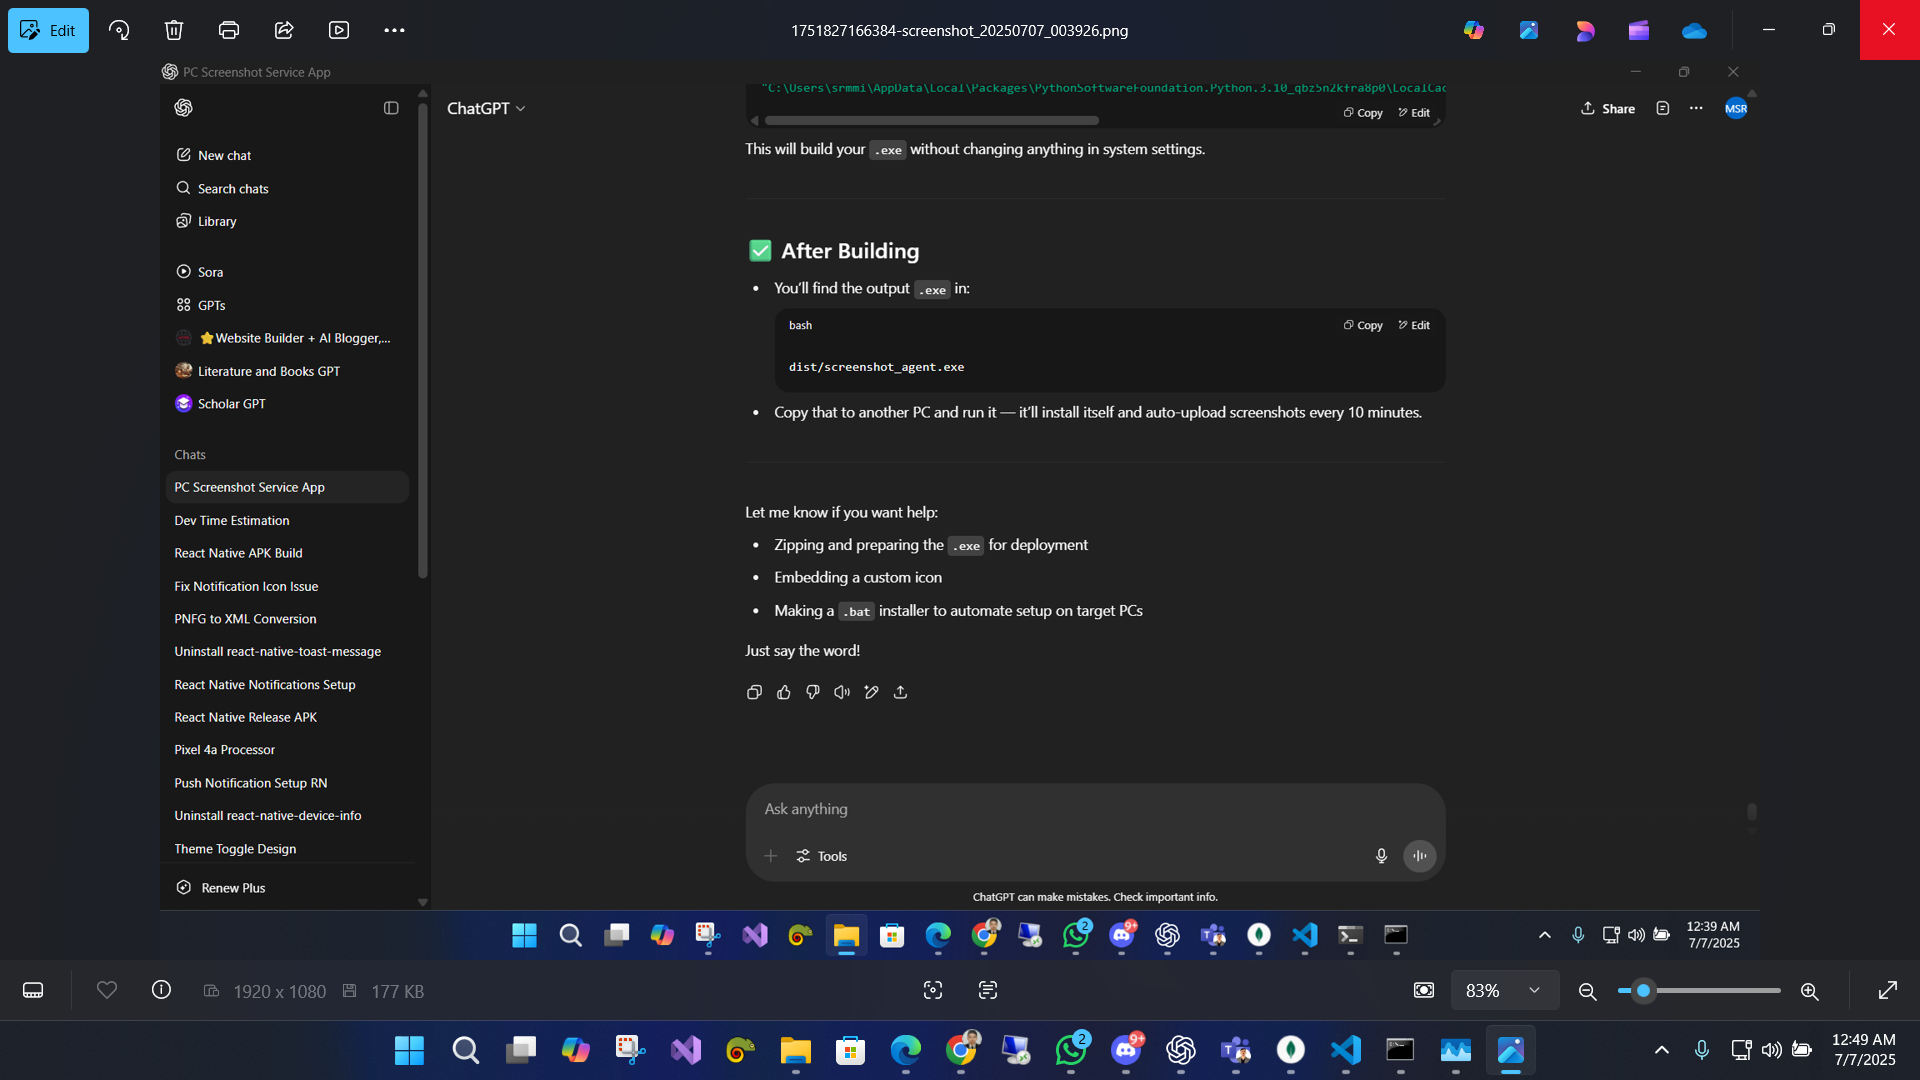 Edit
1751827166384-screenshot_20250707_003926.png
PC Screenshot Service App
ChatGPT
"C:\Users\srmmi\AppData\Local\Packages\PythonSoftwareFoundation.Python.3.10_qbz5n2kfra8p0\LocalCac
Copy
Edit
Share
MSR
New chat
Search chats
Library
Sora
GPTs
⭐Website Builder + AI Blogger,...
Literature and Books GPT
Scholar GPT
Chats
PC Screenshot Service App
Dev Time Estimation
React Native APK Build
Fix Notification Icon Issue
PNFG to XML Conversion
Uninstall react-native-toast-message
React Native Notifications Setup
React Native Release APK
Pixel 4a Processor
Push Notification Setup RN
Uninstall react-native-device-info
Theme Toggle Design
Renew Plus
This will build your .exe without changing anything in system settings.
✅ After Building
• You'll find the output .exe in:
bash
Copy
Edit
dist/screenshot_agent.exe
• Copy that to another PC and run it — it'll install itself and auto-upload screenshots every 10 minutes.
Let me know if you want help:
• Zipping and preparing the .exe for deployment
• Embedding a custom icon
• Making a .bat installer to automate setup on target PCs
Just say the word!
Ask anything
Tools
ChatGPT can make mistakes. Check important info.
2
9+
12:39 AM
7/7/2025
1920 x 1080
177 KB
83%
2
9+
12:49 AM
7/7/2025